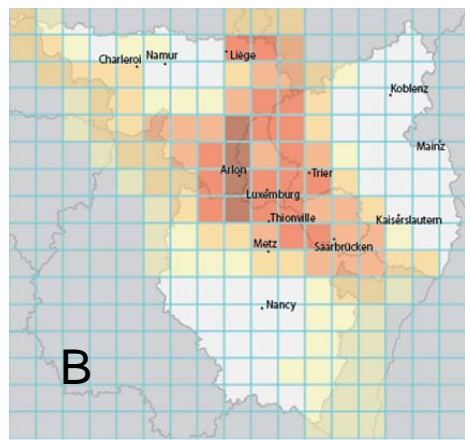 Charleroi
Namur
Liège
Koblenz
Mainz
Arlon
Trier
Luxemburg
Thionville
Kaiserslautern
Metz
Saarbrücken
Nancy
B